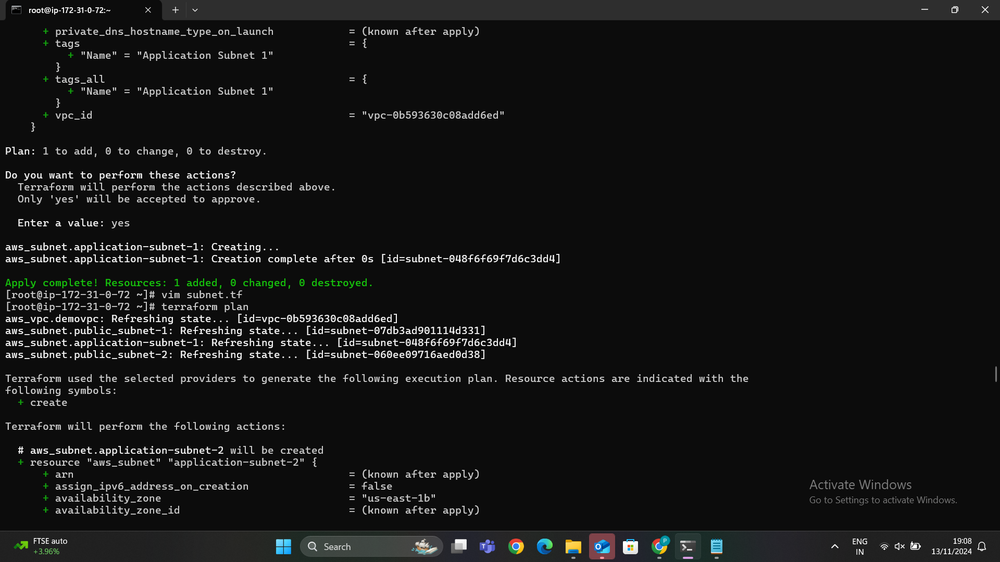 root@ip-172-31-0-72:~
+ private_dns_hostname_type_on_launch = (known after apply)
+ tags = {
+ "Name" = "Application Subnet 1"
}
+ tags_all = {
+ "Name" = "Application Subnet 1"
}
+ vpc_id = "vpc-0b593630c08add6ed"
}
Plan: 1 to add, 0 to change, 0 to destroy.
Do you want to perform these actions?
Terraform will perform the actions described above.
Only 'yes' will be accepted to approve.
Enter a value: yes
aws_subnet.application-subnet-1: Creating...
aws_subnet.application-subnet-1: Creation complete after 0s [id=subnet-048f6f69f7d6c3dd4]
Apply complete! Resources: 1 added, 0 changed, 0 destroyed.
[root@ip-172-31-0-72 ~]# vim subnet.tf
[root@ip-172-31-0-72 ~]# terraform plan
aws_vpc.demovpc: Refreshing state... [id=vpc-0b593630c08add6ed]
aws_subnet.public_subnet-1: Refreshing state... [id=subnet-07db3ad901114d331]
aws_subnet.application-subnet-1: Refreshing state... [id=subnet-048f6f69f7d6c3dd4]
aws_subnet.public_subnet-2: Refreshing state... [id=subnet-060ee09716aed0d38]
Terraform used the selected providers to generate the following execution plan. Resource actions are indicated with the
following symbols:
+ create
Terraform will perform the following actions:
# aws_subnet.application-subnet-2 will be created
+ resource "aws_subnet" "application-subnet-2" {
+ arn = (known after apply)
+ assign_ipv6_address_on_creation = false
+ availability_zone = "us-east-1b"
+ availability_zone_id = (known after apply)
Activate Windows
Go to Settings to activate Windows.
FTSE auto
+3.96%
Search
P
ENG
IN
19:08
13/11/2024